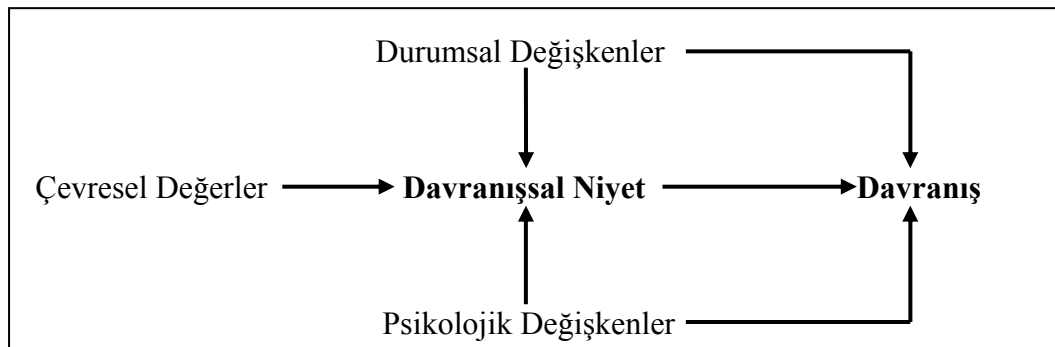 Durumsal Değişkenler
Çevresel Değerler
Davranışsal Niyet
Davranış
Psikolojik Değişkenler